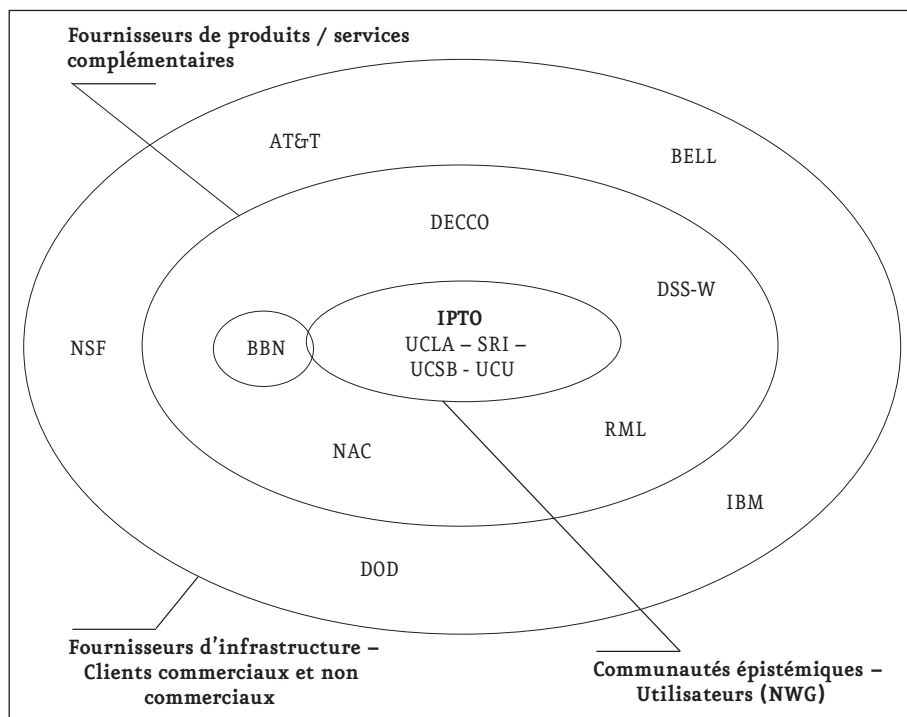 Fournisseurs de produits / services
complémentaires
AT&T
BELL
DECCO
DSS-W
NSF
BBN
IPTO
UCLA – SRI –
UCSB - UCU
RML
NAC
IBM
DOD
Fournisseurs d'infrastructure –
Clients commerciaux et non
commerciaux
Communautés épistémiques –
Utilisateurs (NWG)